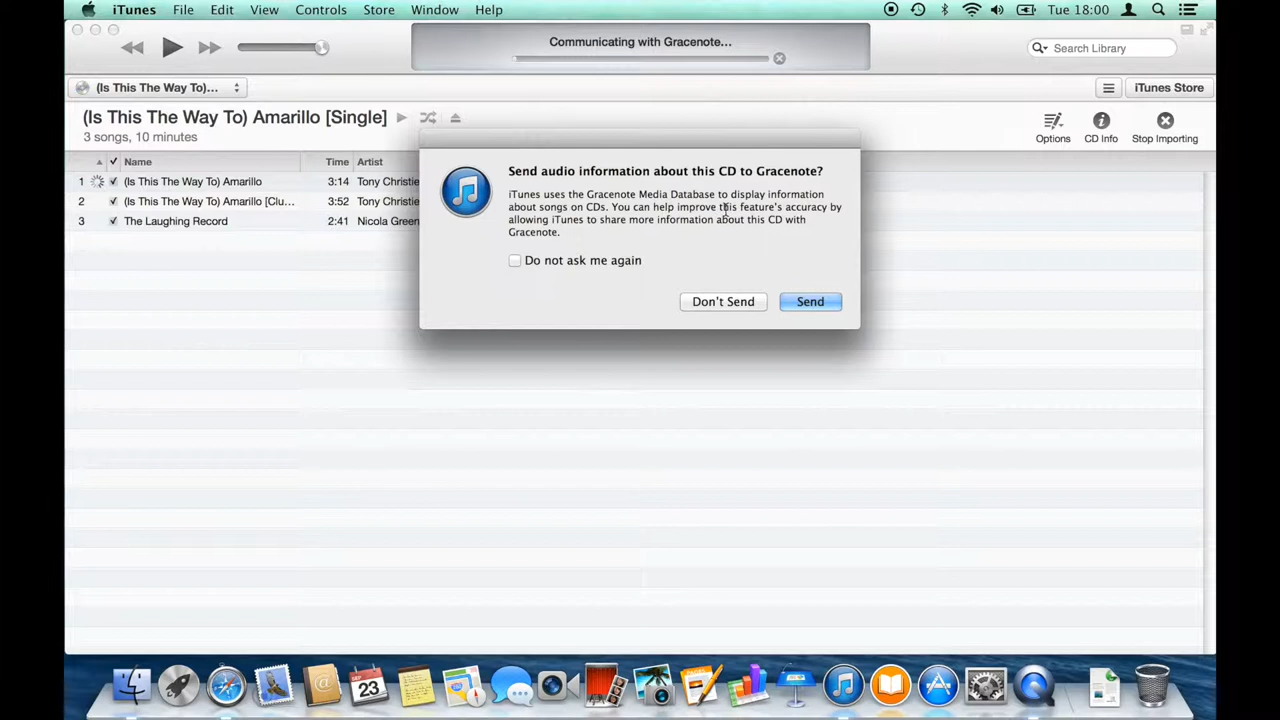 iTunes File Edit View Controls Store Window Help Tue 18:00
Communicating with Gracenote...
Search Library
(Is This The Way To)... iTunes Store
(Is This The Way To) Amarillo [Single]
3 songs, 10 minutes
Options CD Info Stop Importing
Name Time Artist
1 (Is This The Way To) Amarillo 3:14 Tony Christie
2 (Is This The Way To) Amarillo [Clu... 3:52 Tony Christie
3 The Laughing Record 2:41 Nicola Green
Send audio information about this CD to Gracenote?
iTunes uses the Gracenote Media Database to display information
about songs on CDs. You can help improve this feature's accuracy by
allowing iTunes to share more information about this CD with
Gracenote.
Do not ask me again
Don't Send Send
SEP
23